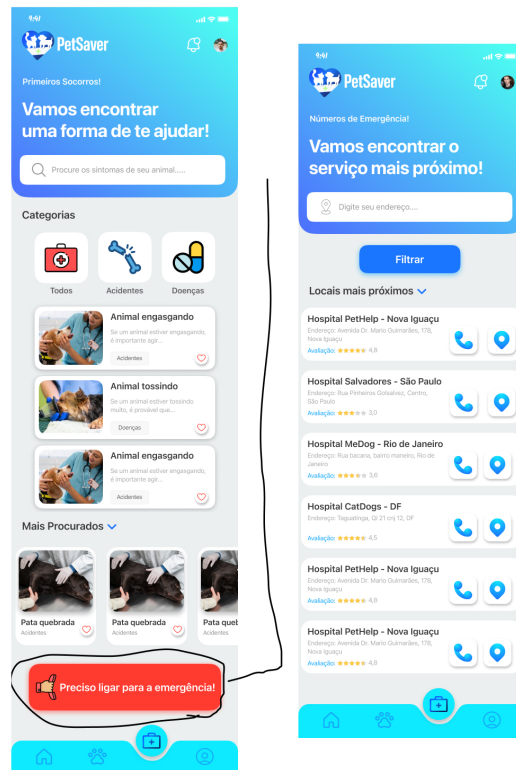 9:41
PetSaver
Primeiros Socorros!
Vamos encontrar
uma forma de te ajudar!
Procure os sintomas de seu animal.....
Categorias
Todos
Acidentes
Doenças
Animal engasgando
Se um animal estiver engasgando,
é importante agir...
Acidentes
Animal tossindo
Se um animal estiver tossindo
muito, é provável que...
Doenças
Animal engasgando
Se um animal estiver engasgando,
é importante agir...
Acidentes
Mais Procurados
Pata quebrada
Acidentes
Pata quebrada
Acidentes
Pata queb
Acidentes
Preciso ligar para a emergência!
9:41
PetSaver
Números de Emergência!
Vamos encontrar o
serviço mais próximo!
Digite seu endereço....
Filtrar
Locais mais próximos
Hospital PetHelp - Nova Iguaçu
Endereço: Avenida Dr. Mario Guimarães, 178,
Nova Iguaçu
Avaliação: 4,8
Hospital Salvadores - São Paulo
Endereço: Rua Pinheiros Gonsalvez, Centro,
São Paulo
Avaliação: 3,0
Hospital MeDog - Rio de Janeiro
Endereço: Rua bacana, bairro maneiro, Rio de
Janeiro
Avaliação: 3,6
Hospital CatDogs - DF
Endereço: Taguatinga, QI 21 cnj 12, DF
Avaliação: 4,5
Hospital PetHelp - Nova Iguaçu
Endereço: Avenida Dr. Mario Guimarães, 178,
Nova Iguaçu
Avaliação: 4,8
Hospital PetHelp - Nova Iguaçu
Endereço: Avenida Dr. Mario Guimarães, 178,
Nova Iguaçu
Avaliação: 4,8